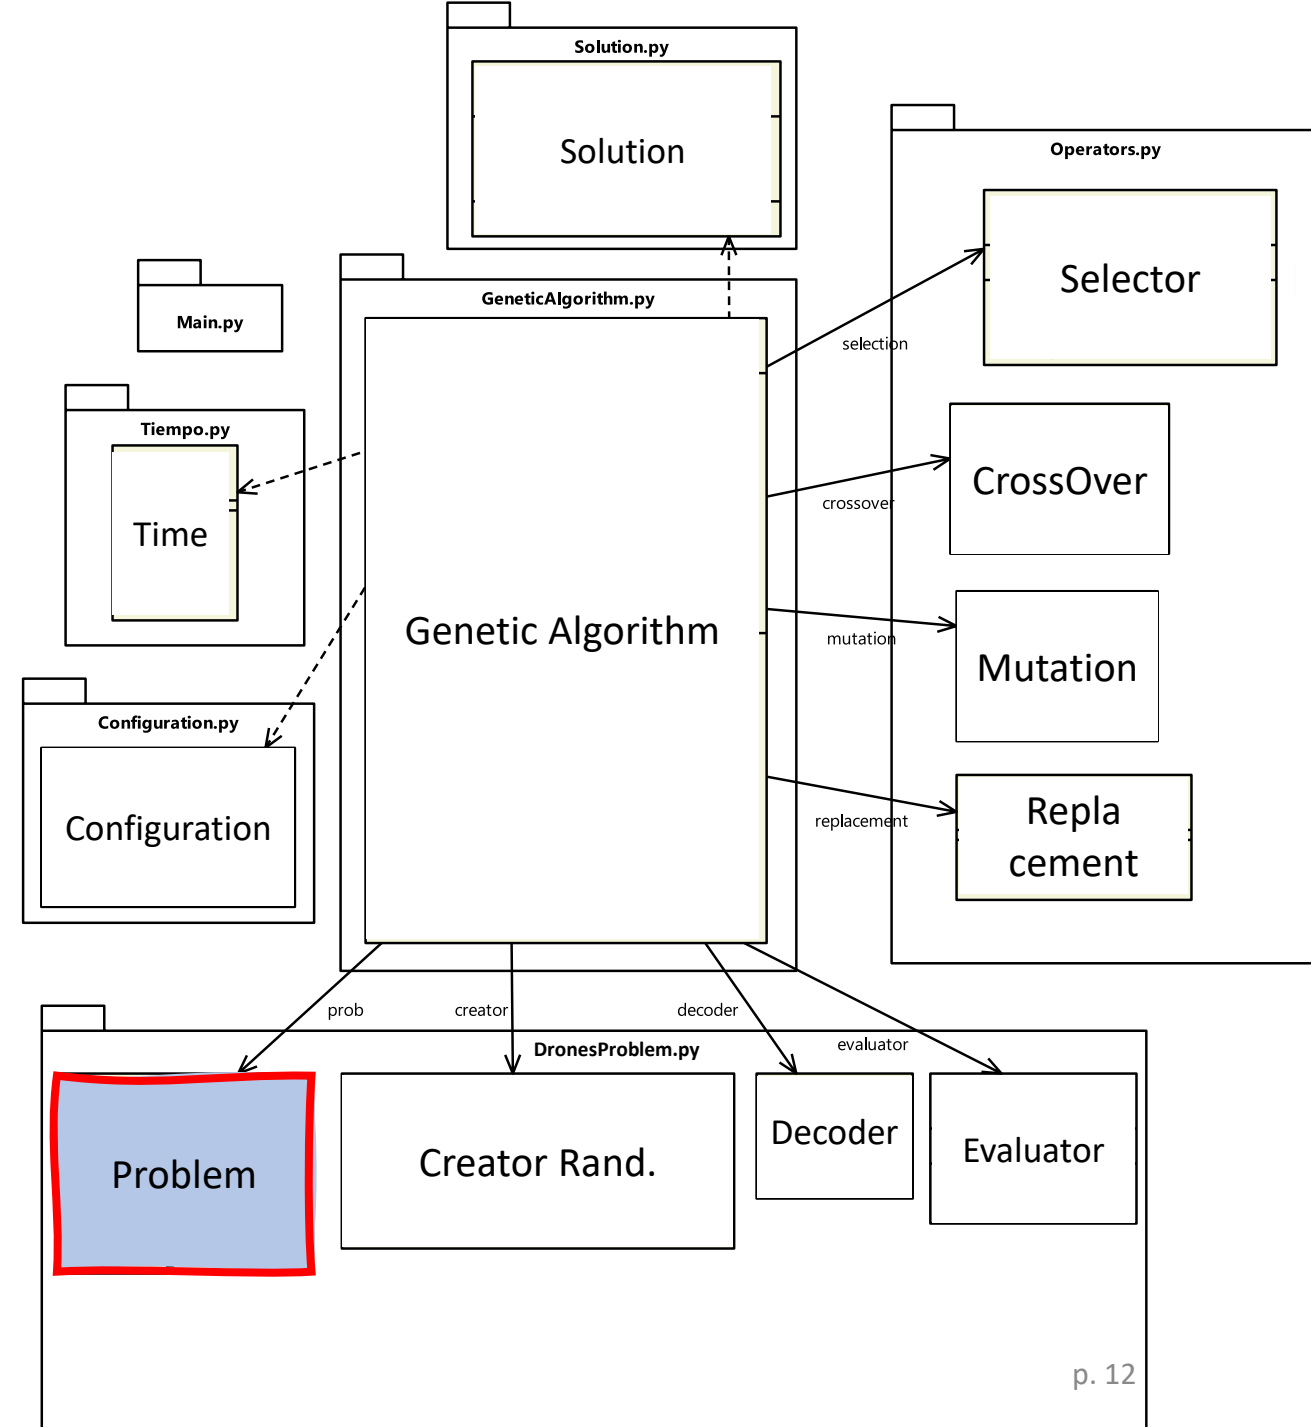 Solution.py
Solution
Operators.py
Selector
GeneticAlgorithm.py
Main.py
selection
Tiempo.py
Time
CrossOver
crossover
Genetic Algorithm
mutation
Mutation
Configuration.py
Configuration
replacement
Repla
cement
prob
creator
decoder
evaluator
DronesProblem.py
Problem
Creator Rand.
Decoder
Evaluator
p. 12